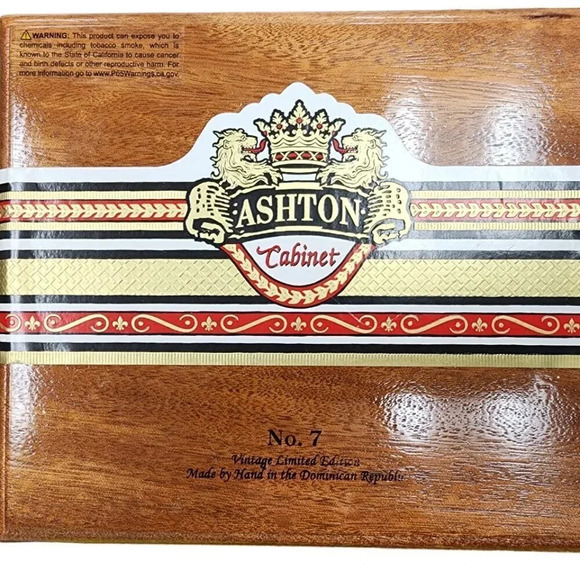 WARNING: This product can expose you to
chemicals including tobacco smoke, which is
known to the State of California to cause cancer
and birth defects or other reproductive harm. For
more information go to www.P65Warnings.ca.gov
ASHTON
Cabinet
No. 7
Vintage Limited Edition
Made by Hand in the Dominican Republic